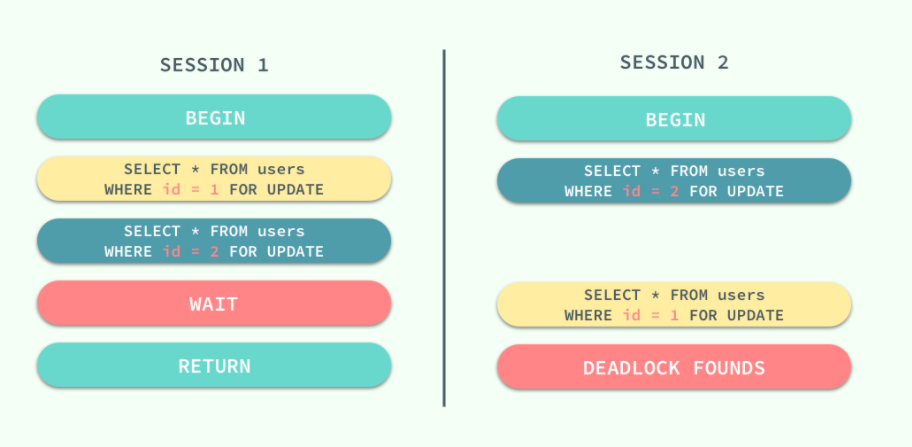 SESSION 1
BEGIN
SELECT * FROM users
WHERE id = 1 FOR UPDATE
SELECT * FROM users
WHERE id = 2 FOR UPDATE
WAIT
RETURN
SESSION 2
BEGIN
SELECT * FROM users
WHERE id = 2 FOR UPDATE
SELECT * FROM users
WHERE id = 1 FOR UPDATE
DEADLOCK FOUNDS